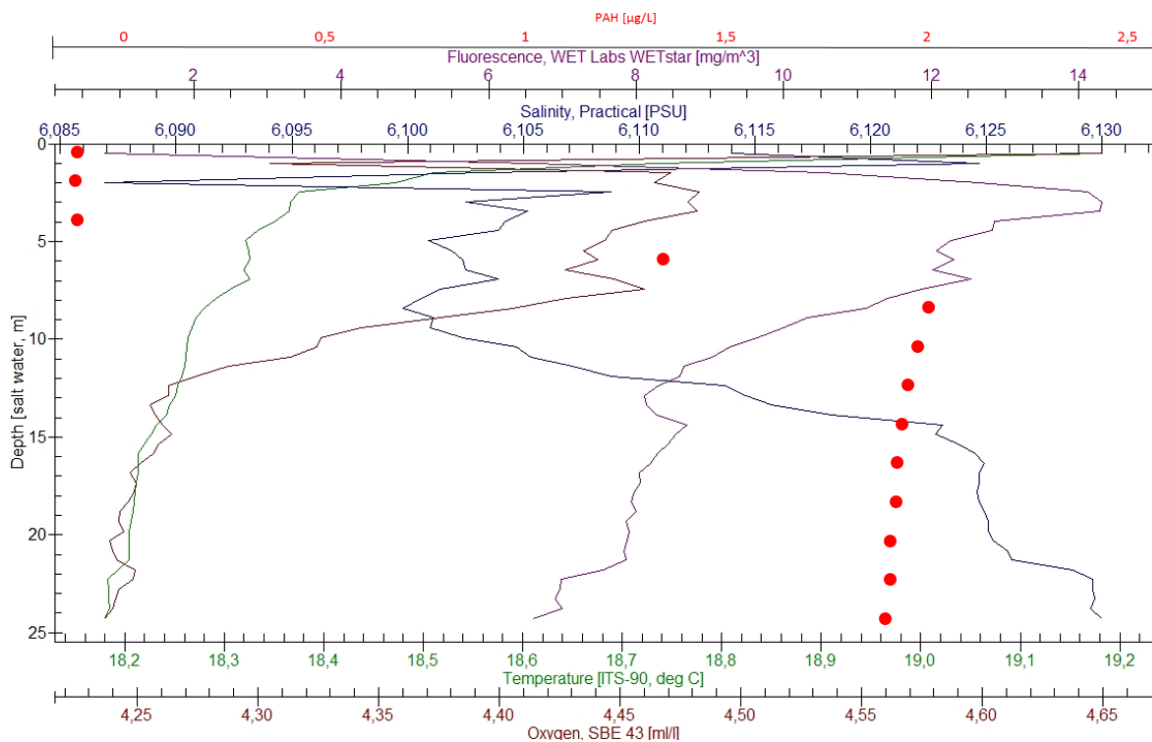 PAH [µg/L]
0 0,5 1 1,5 2 2,5
Fluorescence, WET Labs WETstar [mg/m^3]
2 4 6 8 10 12 14
Salinity, Practical [PSU]
6,085 6,090 6,095 6,100 6,105 6,110 6,115 6,120 6,125 6,130
Depth [salt water, m]
0
5
10
15
20
25
18,2 18,3 18,4 18,5 18,6 18,7 18,8 18,9 19,0 19,1 19,2
Temperature [ITS-90, deg C]
4,25 4,30 4,35 4,40 4,45 4,50 4,55 4,60 4,65
Oxygen, SBE 43 [ml/l]